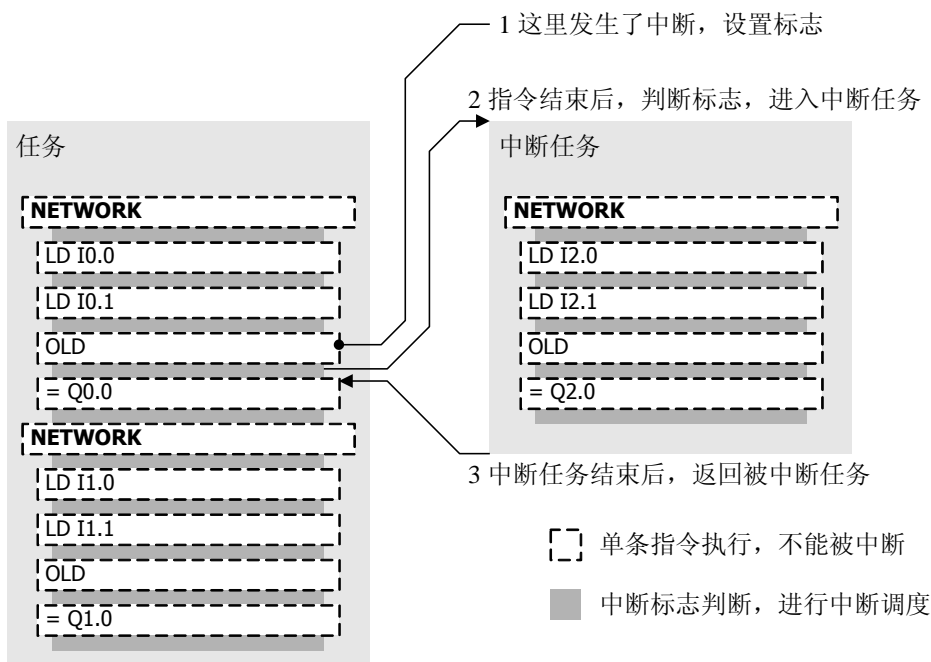 1 这里发生了中断，设置标志
2 指令结束后，判断标志，进入中断任务
任务
NETWORK
LD I0.0
LD I0.1
OLD
= Q0.0
NETWORK
LD I1.0
LD I1.1
OLD
= Q1.0
中断任务
NETWORK
LD I2.0
LD I2.1
OLD
= Q2.0
3 中断任务结束后，返回被中断任务
单条指令执行，不能被中断
中断标志判断，进行中断调度